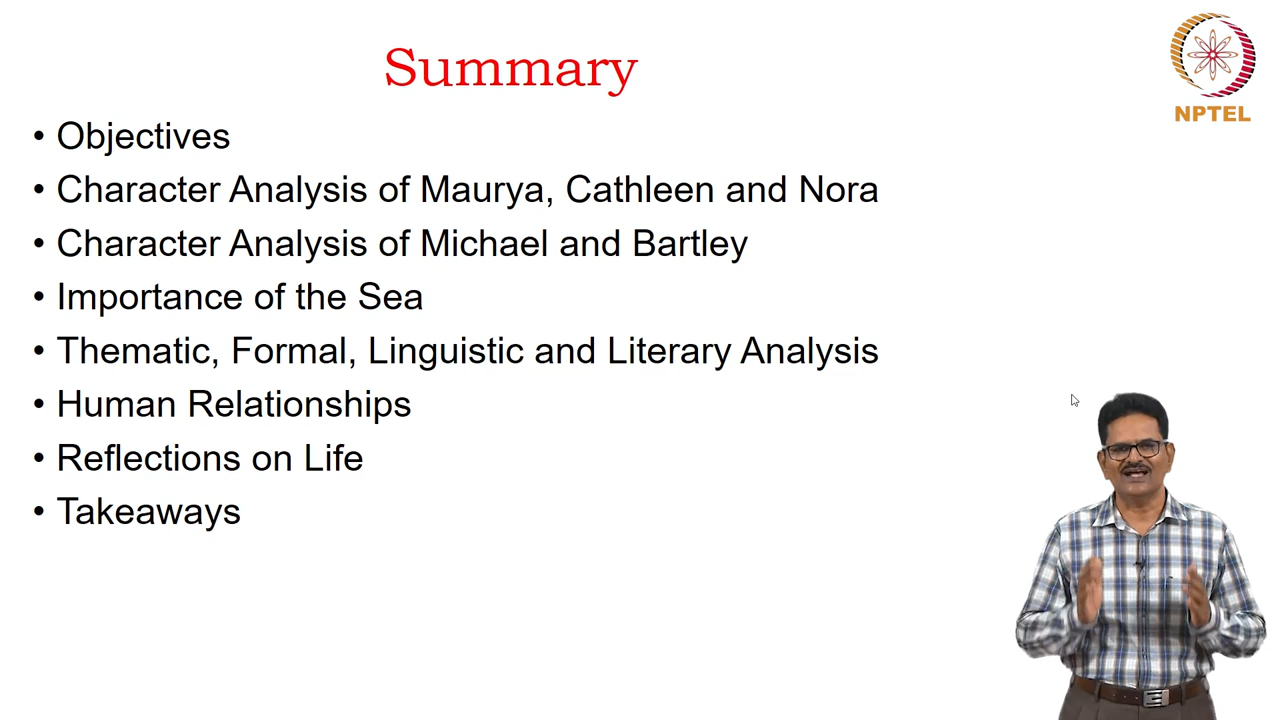 Summary
NPTEL
• Objectives
• Character Analysis of Maurya, Cathleen and Nora
• Character Analysis of Michael and Bartley
• Importance of the Sea
• Thematic, Formal, Linguistic and Literary Analysis
• Human Relationships
• Reflections on Life
• Takeaways